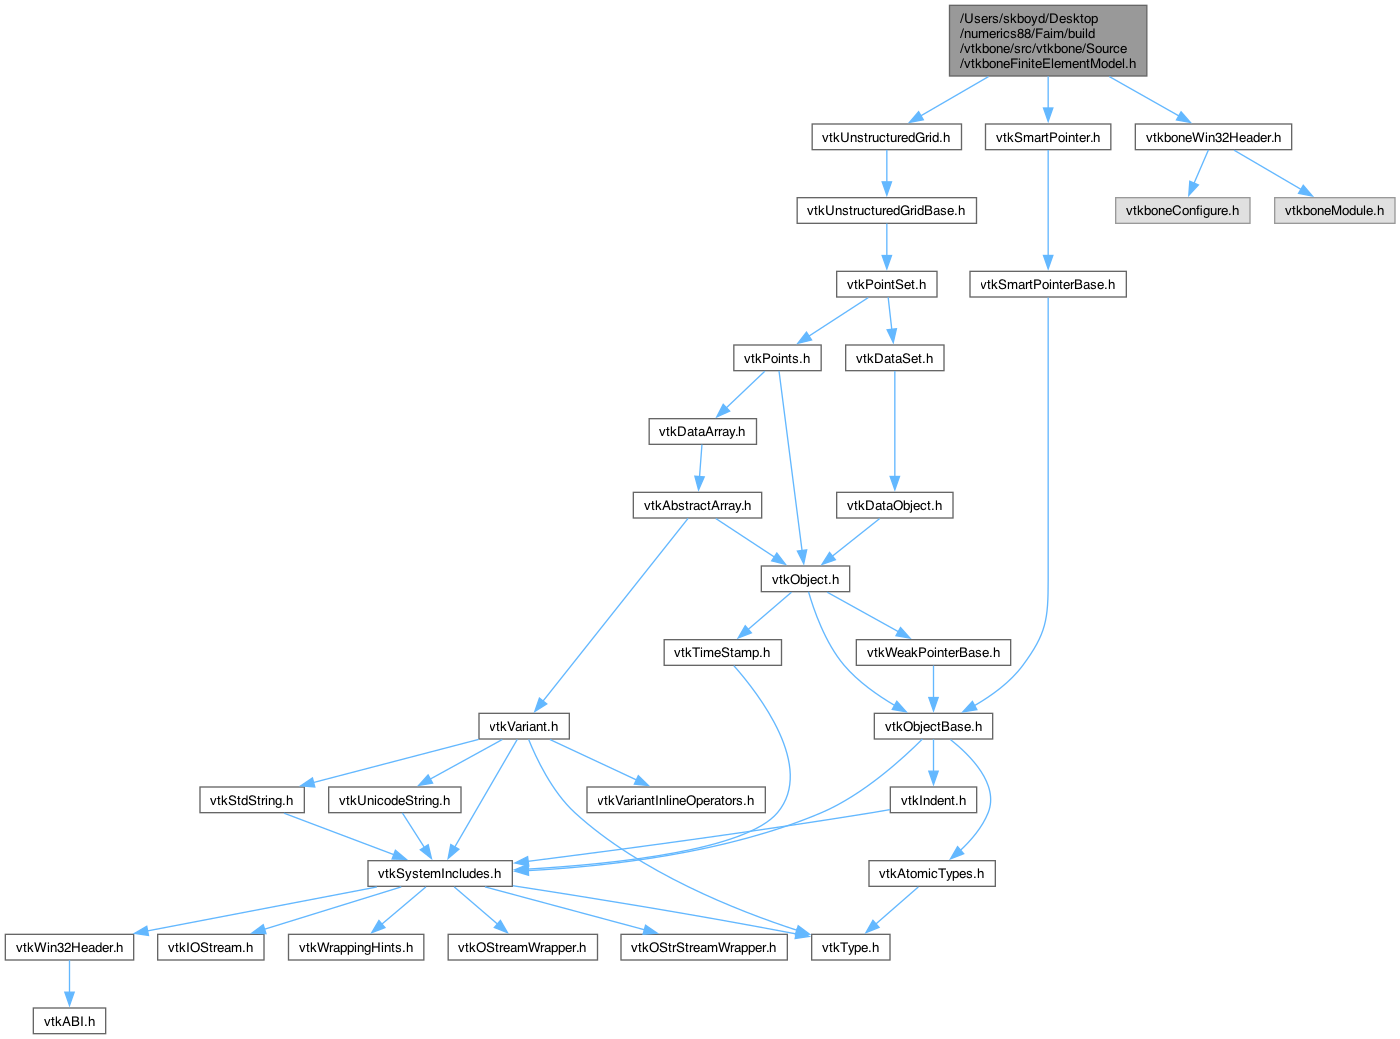 /Users/skboyd/Desktop
/numerics88/Faim/build
/vtkbone/src/vtkbone/Source
/vtkboneFiniteElementModel.h
vtkUnstructuredGrid.h
vtkSmartPointer.h
vtkboneWin32Header.h
vtkUnstructuredGridBase.h
vtkboneConfigure.h
vtkboneModule.h
vtkPointSet.h
vtkSmartPointerBase.h
vtkPoints.h
vtkDataSet.h
vtkDataArray.h
vtkAbstractArray.h
vtkDataObject.h
vtkObject.h
vtkTimeStamp.h
vtkWeakPointerBase.h
vtkVariant.h
vtkObjectBase.h
vtkStdString.h
vtkUnicodeString.h
vtkVariantInlineOperators.h
vtkIndent.h
vtkSystemIncludes.h
vtkAtomicTypes.h
vtkWin32Header.h
vtkIOStream.h
vtkWrappingHints.h
vtkOStreamWrapper.h
vtkOStrStreamWrapper.h
vtkType.h
vtkABI.h